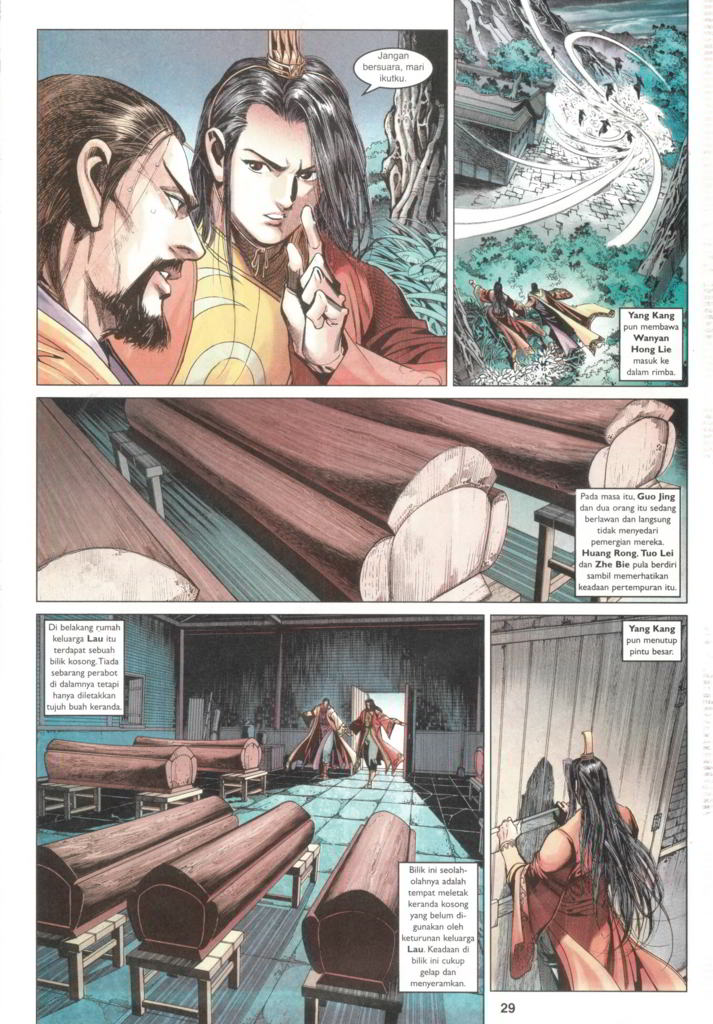 Jangan
bersuara, mari
ikutku.
Yang Kang
pun membawa
Wanyan
Hong Lie
masuk ke
dalam rimba.
Pada masa itu, Guo Jing
dan dua orang itu sedang
berlawan dan langsung
tidak menyedari
pemergian mereka.
Huang Rong, Tuo Lei
dan Zhe Bie pula berdiri
sambil memerhatikan
keadaan pertempuran itu.
Di belakang rumah
keluarga Lau itu
terdapat sebuah
bilik kosong. Tiada
sebarang perabot
di dalamnya tetapi
hanya diletakkan
tujuh buah keranda.
Bilik ini seolah-
olahnya adalah
tempat meletak
keranda kosong
yang belum di-
gunakan oleh
keturunan keluarga
Lau. Keadaan di
bilik ini cukup
gelap dan
menyeramkan.
Yang Kang
pun menutup
pintu besar.
29